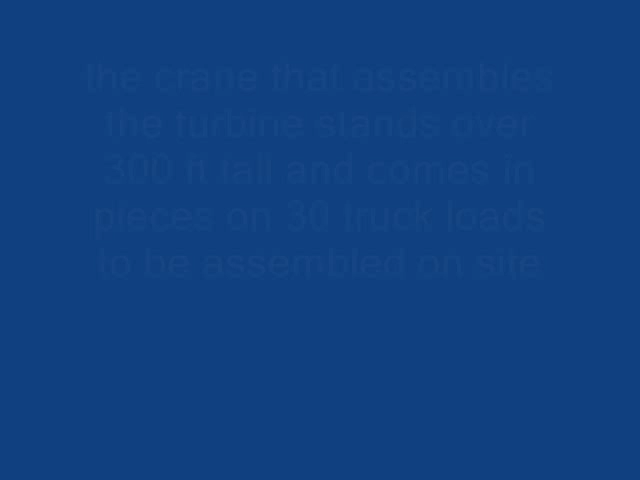 the crane that assembles
the turbine stands over
300 ft tall and comes in
pieces on 30 truck loads
to be assembled on site